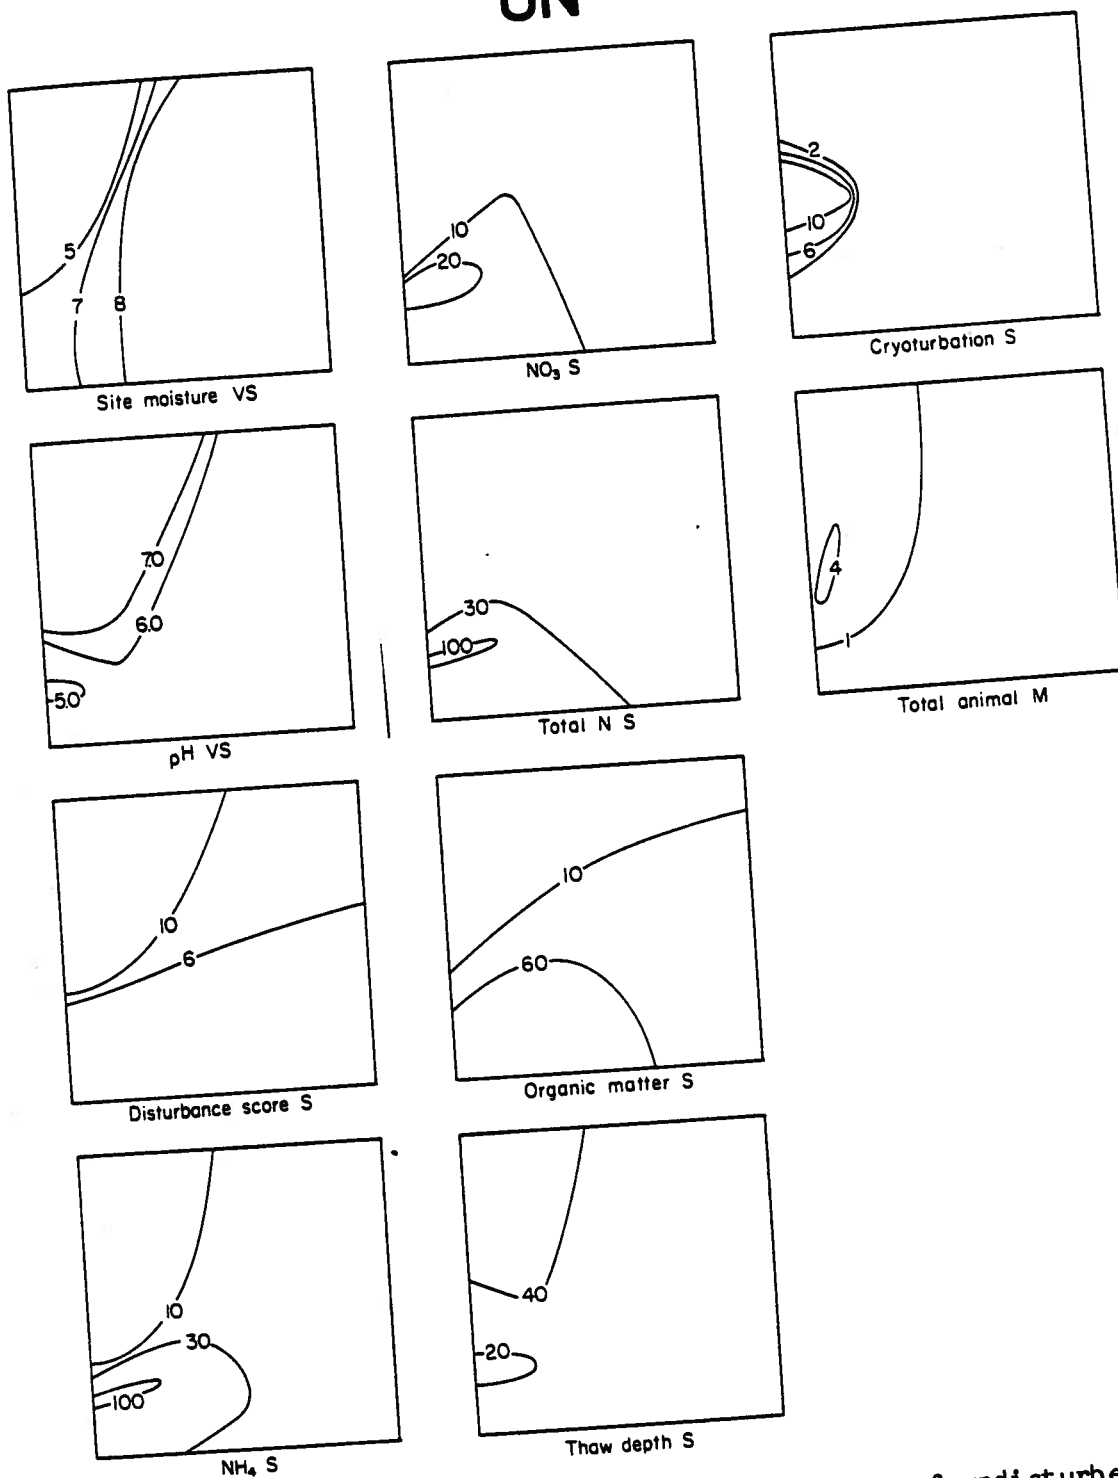 UN
2
10
6
5
7 8
Site moisture VS
10
20
NO₃ S
Cryoturbation S
7.0
6.0
5.0
pH VS
30
100
Total N S
4
1
Total animal M
10
6
Disturbance score S
10
60
Organic matter S
10
30
100
NH₄ S
40
20
Thaw depth S